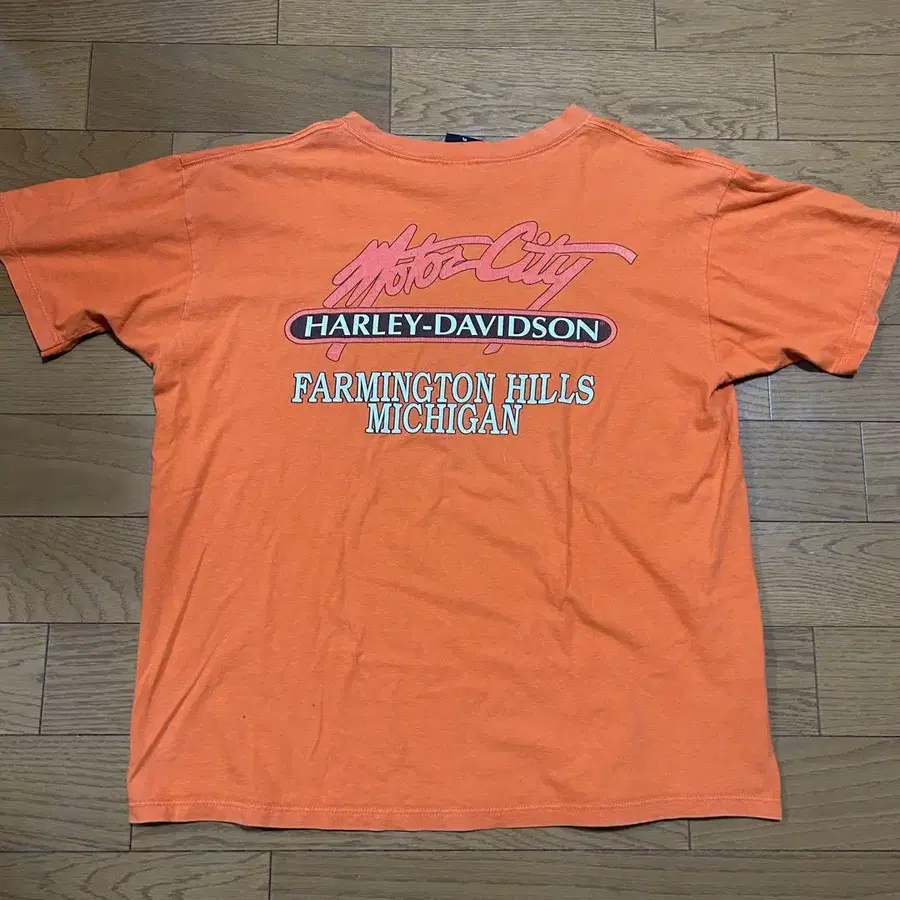 Motor City
HARLEY-DAVIDSON
FARMINGTON HILLS
MICHIGAN